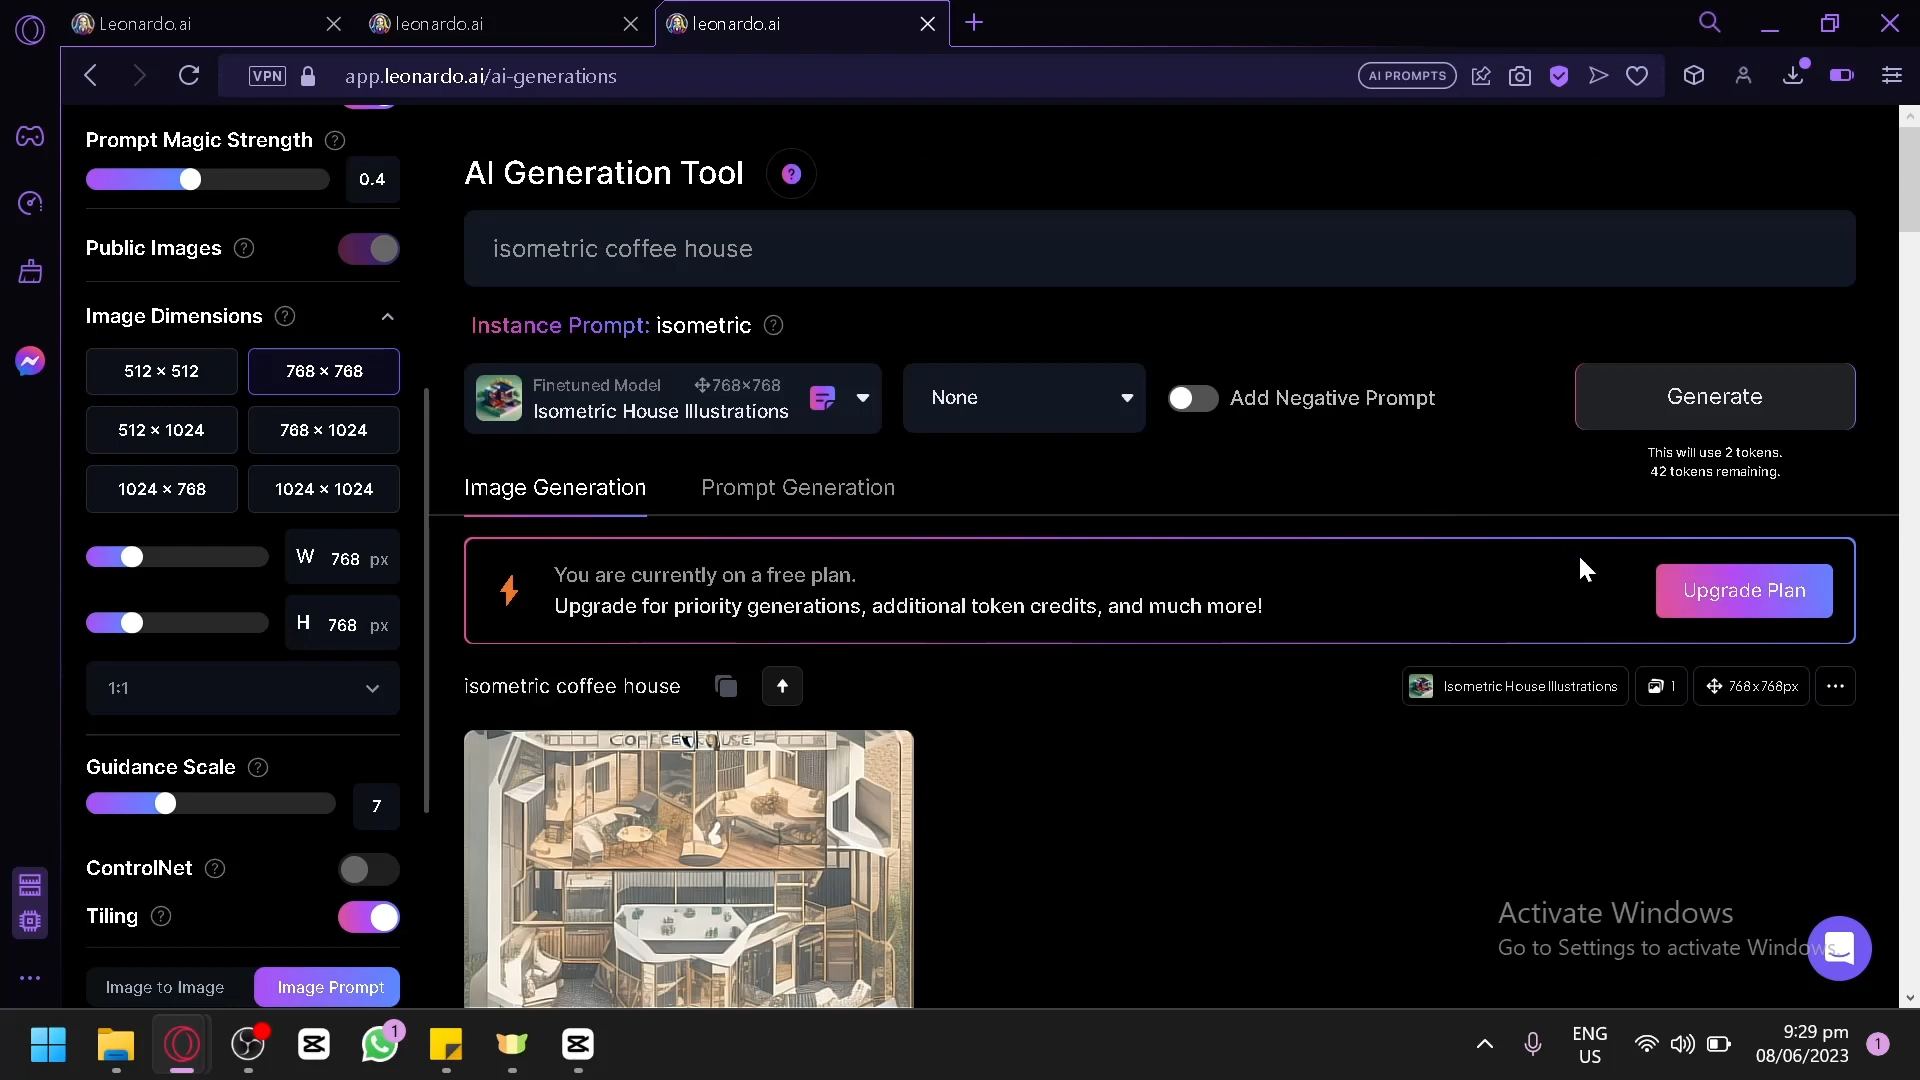 Leonardo.ai
leonardo.ai
leonardo.ai
VPN
app.leonardo.ai/ai-generations
AI PROMPTS
Prompt Magic Strength
0.4
Public Images
Image Dimensions
512 × 512
768 × 768
512 × 1024
768 × 1024
1024 × 768
1024 × 1024
W 768 px
H 768 px
1:1
Guidance Scale
7
ControlNet
Tiling
Image to Image
Image Prompt
AI Generation Tool
isometric coffee house
Instance Prompt: isometric
Finetuned Model 768×768
Isometric House Illustrations
None
Add Negative Prompt
Generate
This will use 2 tokens.
42 tokens remaining.
Image Generation
Prompt Generation
You are currently on a free plan.
Upgrade for priority generations, additional token credits, and much more!
Upgrade Plan
isometric coffee house
Isometric House Illustrations
1
768x768px
Activate Windows
Go to Settings to activate Windows.
1
ENG
US
9:29 pm
08/06/2023
1